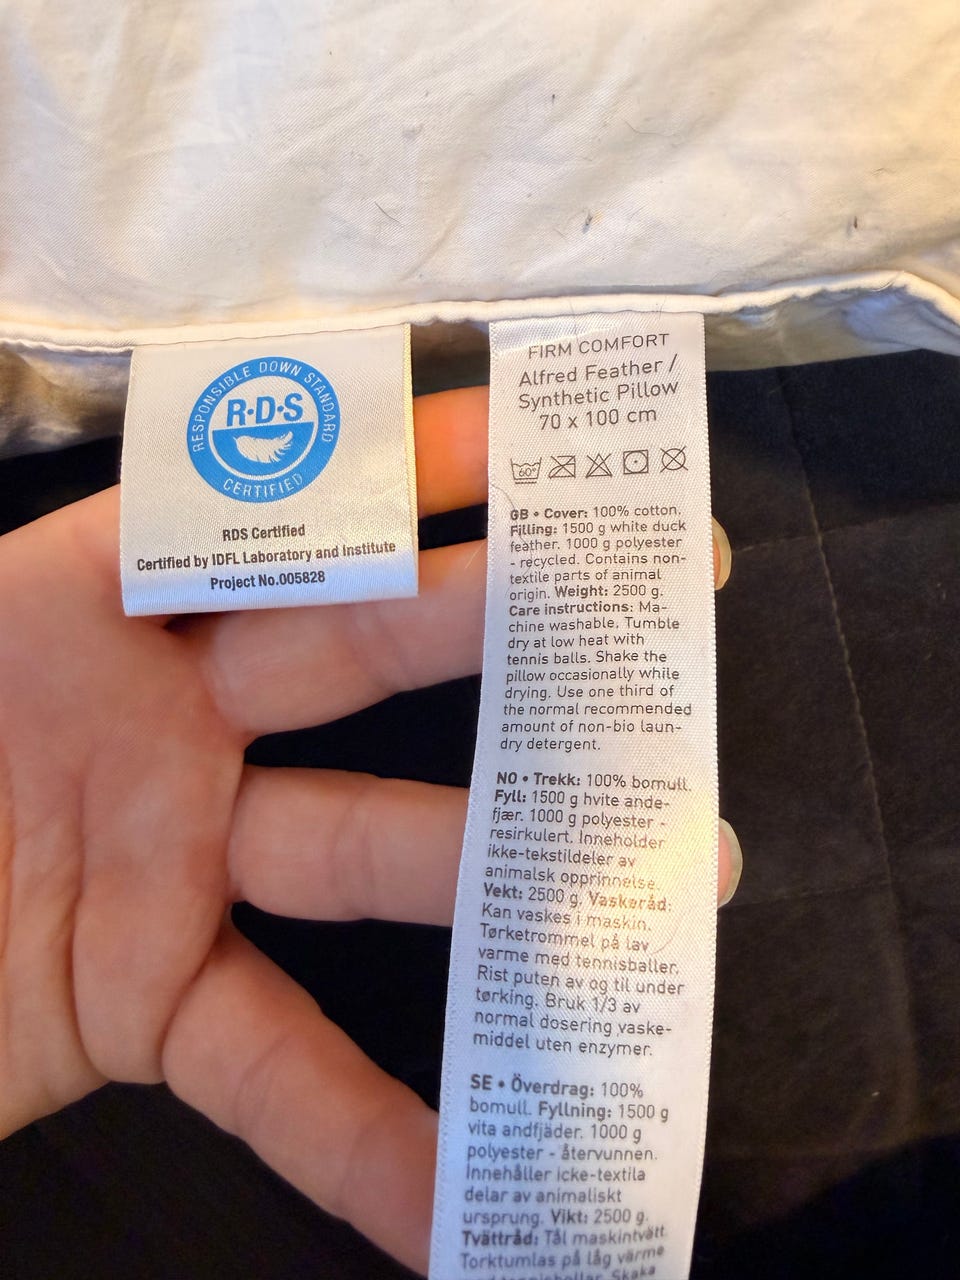 RESPONSIBLE DOWN STANDARD
R·D·S
CERTIFIED
RDS Certified
Certified by IDFL Laboratory and Institute
Project No.005828
FIRM COMFORT
Alfred Feather /
Synthetic Pillow
70 x 100 cm
60°
GB • Cover: 100% cotton.
Filling: 1500 g white duck
feather. 1000 g polyester
- recycled. Contains non-
textile parts of animal
origin. Weight: 2500 g.
Care instructions: Ma-
chine washable. Tumble
dry at low heat with
tennis balls. Shake the
pillow occasionally while
drying. Use one third of
the normal recommended
amount of non-bio laun-
dry detergent.
NO • Trekk: 100% bomull.
Fyll: 1500 g hvite ande-
fjær. 1000 g polyester -
resirkulert. Inneholder
ikke-tekstildeler av
animalsk opprinnelse.
Vekt: 2500 g. Vaskeråd:
Kan vaskes i maskin.
Tørketrommel på lav
varme med tennisballer.
Rist puten av og til under
tørking. Bruk 1/3 av
normal dosering vaske-
middel uten enzymer.
SE • Överdrag: 100%
bomull. Fyllning: 1500 g
vita andfjäder. 1000 g
polyester - återvunnen.
Innehåller icke-textila
delar av animaliskt
ursprung. Vikt: 2500 g.
Tvättråd: Tål maskintvätt.
Torktumlas på låg värme
med tennisbollar. Skaka